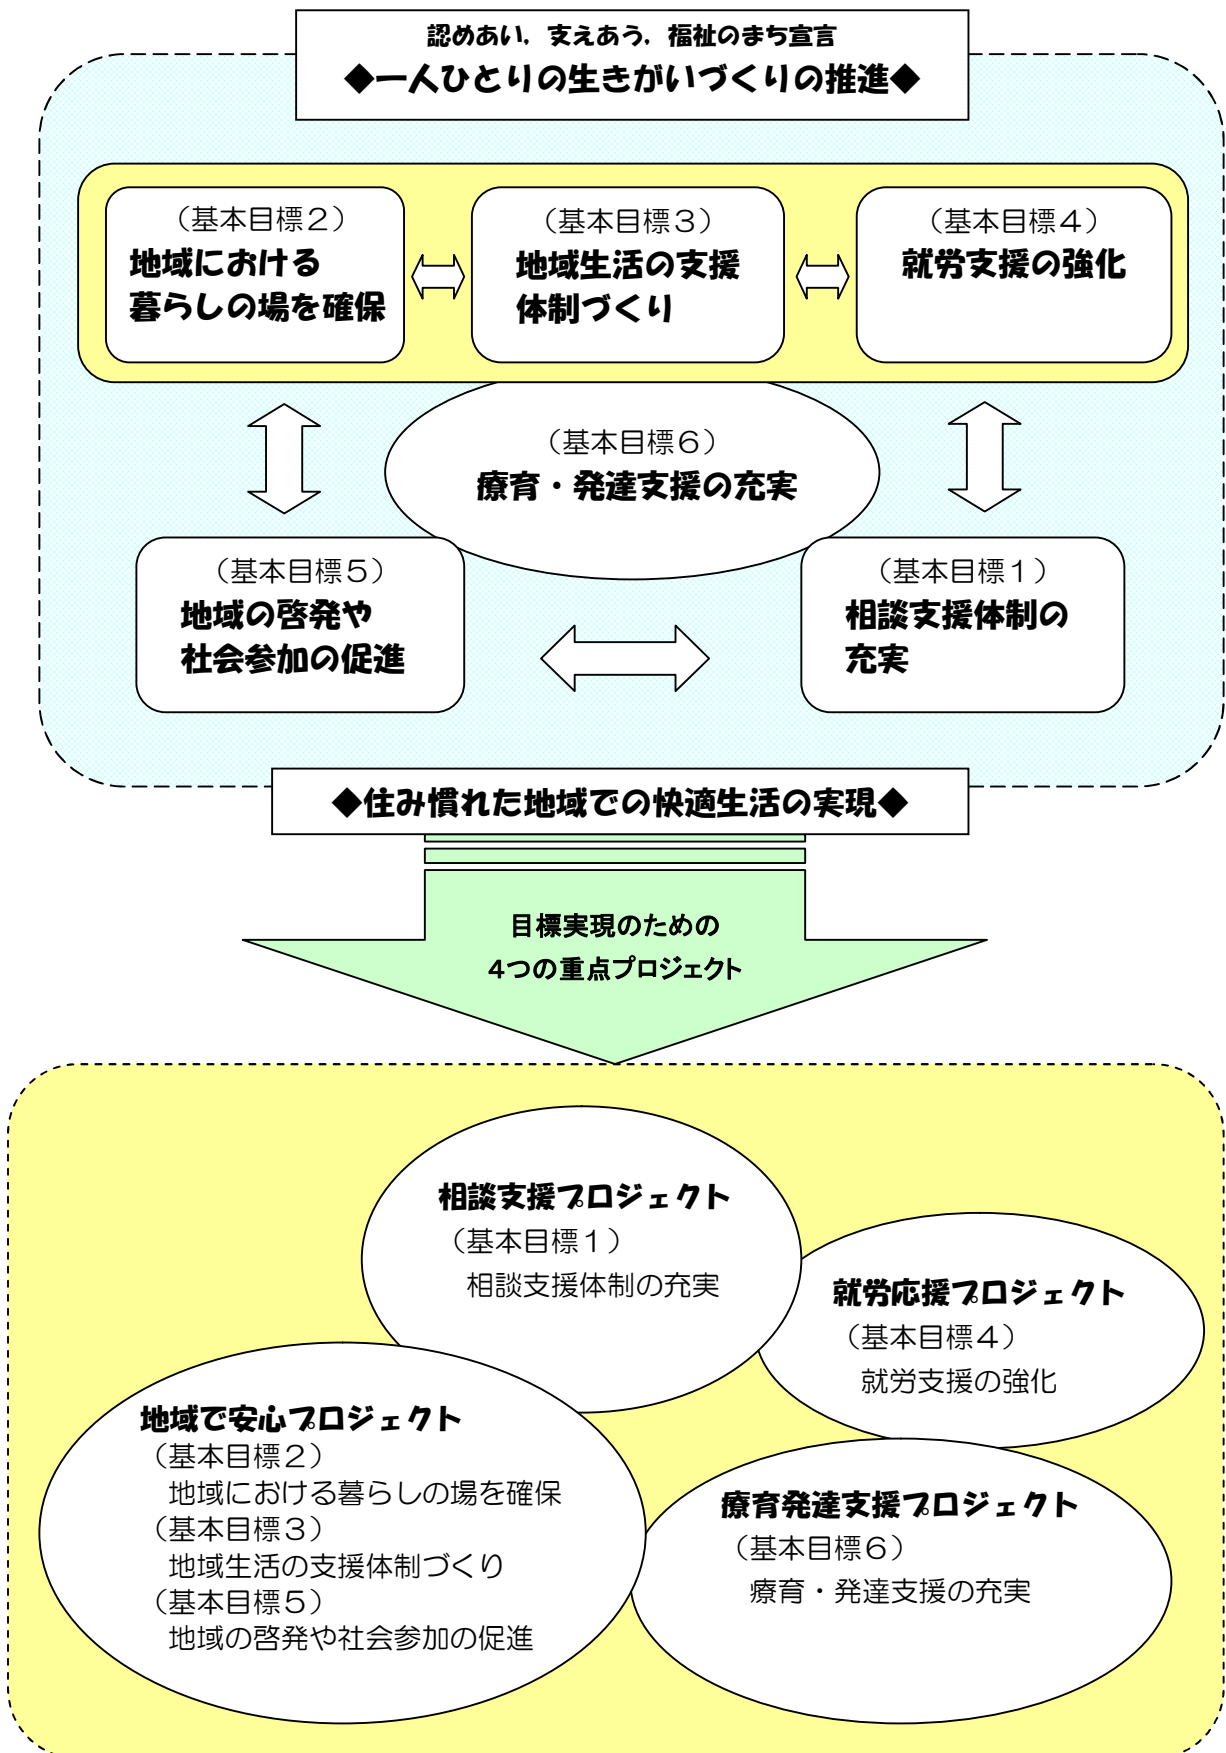 認めあい，支えあう，福祉のまち宣言
◆一人ひとりの生きがいづくりの推進◆
（基本目標２）
地域における
暮らしの場を確保
（基本目標３）
地域生活の支援
体制づくり
（基本目標４）
就労支援の強化
（基本目標６）
療育・発達支援の充実
（基本目標５）
地域の啓発や
社会参加の促進
（基本目標１）
相談支援体制の
充実
◆住み慣れた地域での快適生活の実現◆
目標実現のための
４つの重点プロジェクト
相談支援プロジェクト
（基本目標１）
相談支援体制の充実
就労応援プロジェクト
（基本目標４）
就労支援の強化
地域で安心プロジェクト
（基本目標２）
地域における暮らしの場を確保
（基本目標３）
地域生活の支援体制づくり
（基本目標５）
地域の啓発や社会参加の促進
療育発達支援プロジェクト
（基本目標６）
療育・発達支援の充実